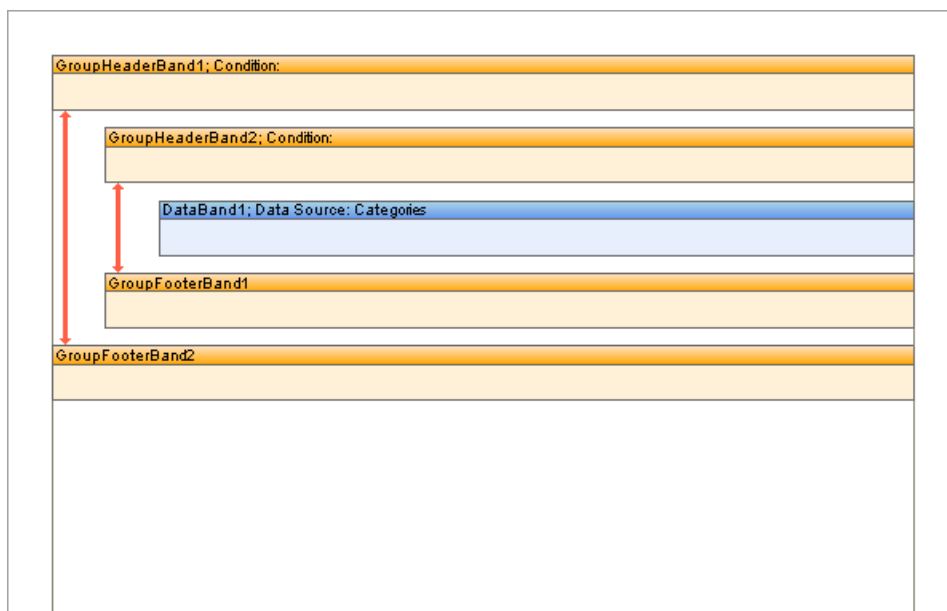 GroupHeaderBand1; Condition:
GroupHeaderBand2; Condition:
DataBand1; Data Source: Categories
GroupFooterBand1
GroupFooterBand2